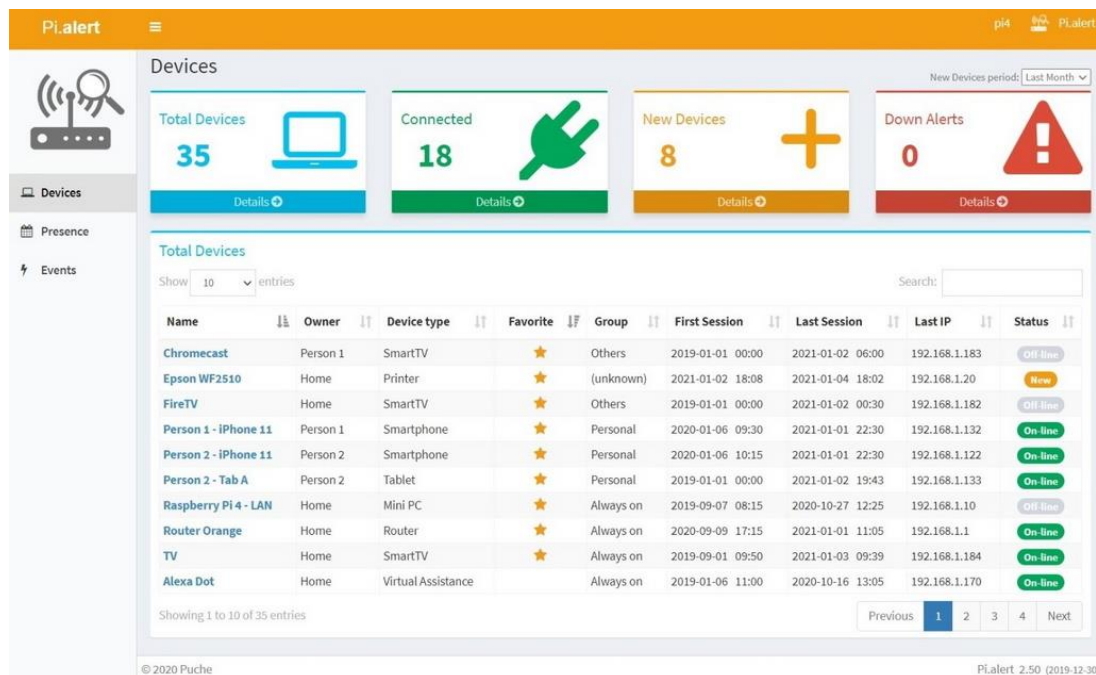 Pi.alert pi4 Pi.alert
Devices
New Devices period: Last Month
Total Devices
35
Details
Connected
18
Details
New Devices
8
Details
Down Alerts
0
Details
Devices
Presence
Events
Total Devices
Show 10 entries Search:
Name Owner Device type Favorite Group First Session Last Session Last IP Status
Chromecast Person 1 SmartTV Others 2019-01-01 00:00 2021-01-02 06:00 192.168.1.183 Off-line
Epson WF2510 Home Printer (unknown) 2021-01-02 18:08 2021-01-04 18:02 192.168.1.20 New
FireTV Home SmartTV Others 2019-01-01 00:00 2021-01-02 00:30 192.168.1.182 Off-line
Person 1 - iPhone 11 Person 1 Smartphone Personal 2020-01-06 09:30 2021-01-01 22:30 192.168.1.132 On-line
Person 2 - iPhone 11 Person 2 Smartphone Personal 2020-01-06 10:15 2021-01-01 22:30 192.168.1.122 On-line
Person 2 - Tab A Person 2 Tablet Personal 2019-01-01 00:00 2021-01-02 19:43 192.168.1.133 On-line
Raspberry Pi 4 - LAN Home Mini PC Always on 2019-09-07 08:15 2020-10-27 12:25 192.168.1.10 Off-line
Router Orange Home Router Always on 2020-09-09 17:15 2021-01-01 11:05 192.168.1.1 On-line
TV Home SmartTV Always on 2019-09-01 09:50 2021-01-03 09:39 192.168.1.184 On-line
Alexa Dot Home Virtual Assistance Always on 2019-01-06 11:00 2020-10-16 13:05 192.168.1.170 On-line
Showing 1 to 10 of 35 entries Previous 1 2 3 4 Next
© 2020 Puche Pi.alert 2.50 (2019-12-30